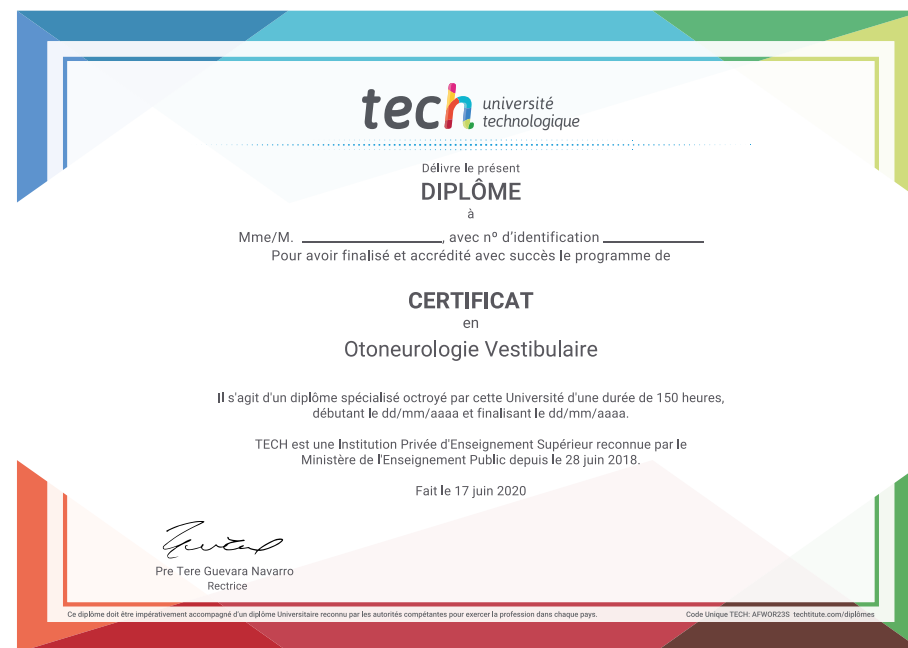 tech université
technologique
Délivre le présent
DIPLÔME
à
Mme/M. ____________, avec nº d'identification ____________
Pour avoir finalisé et accrédité avec succès le programme de
CERTIFICAT
en
Otoneurologie Vestibulaire
Il s'agit d'un diplôme spécialisé octroyé par cette Université d'une durée de 150 heures,
débutant le dd/mm/aaaa et finalisant le dd/mm/aaaa.
TECH est une Institution Privée d'Enseignement Supérieur reconnue par le
Ministère de l'Enseignement Public depuis le 28 juin 2018.
Fait le 17 juin 2020
Pre Tere Guevara Navarro
Rectrice
Ce diplôme doit être impérativement accompagné d'un diplôme Universitaire reconnu par les autorités compétentes pour exercer la profession dans chaque pays.
Code Unique TECH: AFWOR23S techtitute.com/diplômes